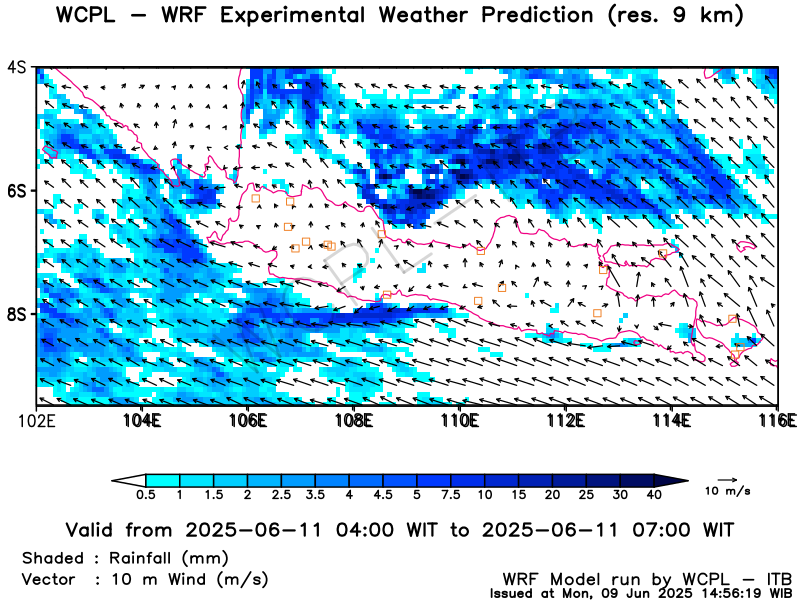 WCPL – WRF Experimental Weather Prediction (res. 9 km)
4S
6S
8S
102E 104E 106E 108E 110E 112E 114E 116E
WCPL
0.5 1 1.5 2 2.5 3.5 4 4.5 5 7.5 10 15 20 25 30 40
10 m/s
Valid from 2025–06–11 04:00 WIT to 2025–06–11 07:00 WIT
Shaded : Rainfall (mm)
Vector : 10 m Wind (m/s)
WRF Model run by WCPL – ITB
Issued at Mon, 09 Jun 2025 14:56:19 WIB